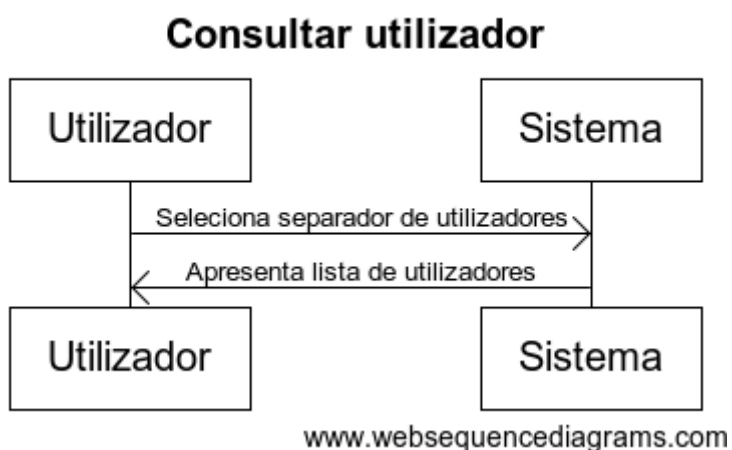 Consultar utilizador
Utilizador
Sistema
Seleciona separador de utilizadores
Apresenta lista de utilizadores
Utilizador
Sistema
www.websequencediagrams.com